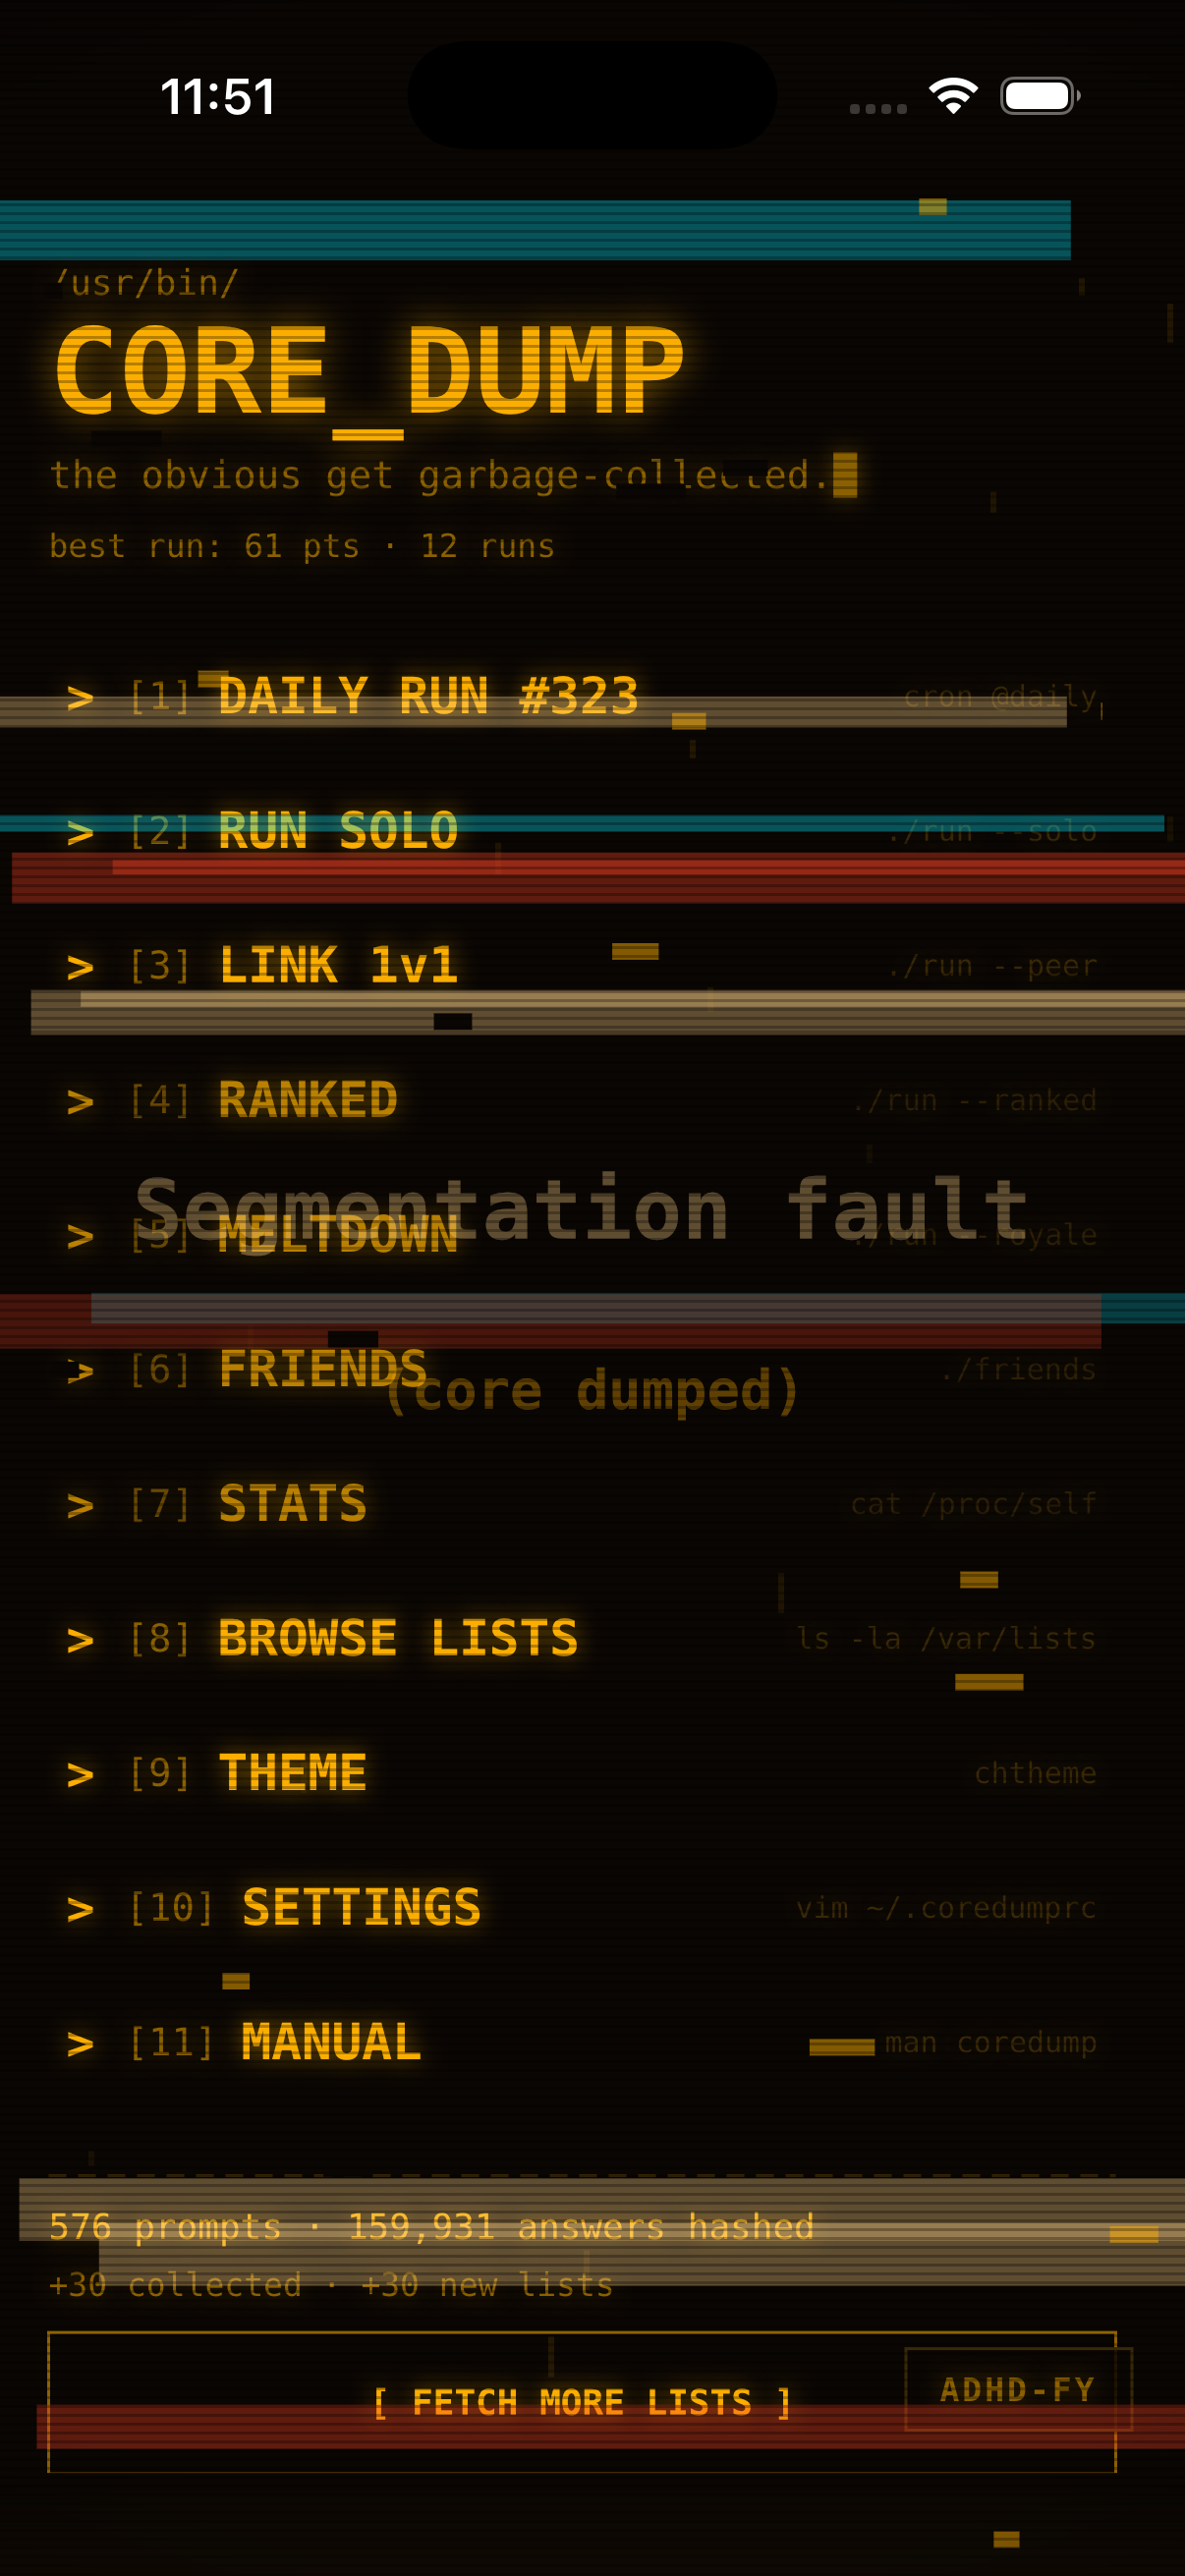 11:51
/usr/bin/
CORE_DUMP
the obvious get garbage-collected.
best run: 61 pts · 12 runs
> [1] DAILY RUN #323 cron @daily
> [2] RUN SOLO ./run --solo
> [3] LINK 1v1 ./run --peer
> [4] RANKED ./run --ranked
Segmentation fault
> [5] MELTDOWN ./run --royale
> [6] FRIENDS ./friends
(core dumped)
> [7] STATS cat /proc/self
> [8] BROWSE LISTS ls -la /var/lists
> [9] THEME chtheme
> [10] SETTINGS vim ~/.coredumprc
> [11] MANUAL man coredump
576 prompts · 159,931 answers hashed
+30 collected · +30 new lists
[ FETCH MORE LISTS ]
ADHD-FY